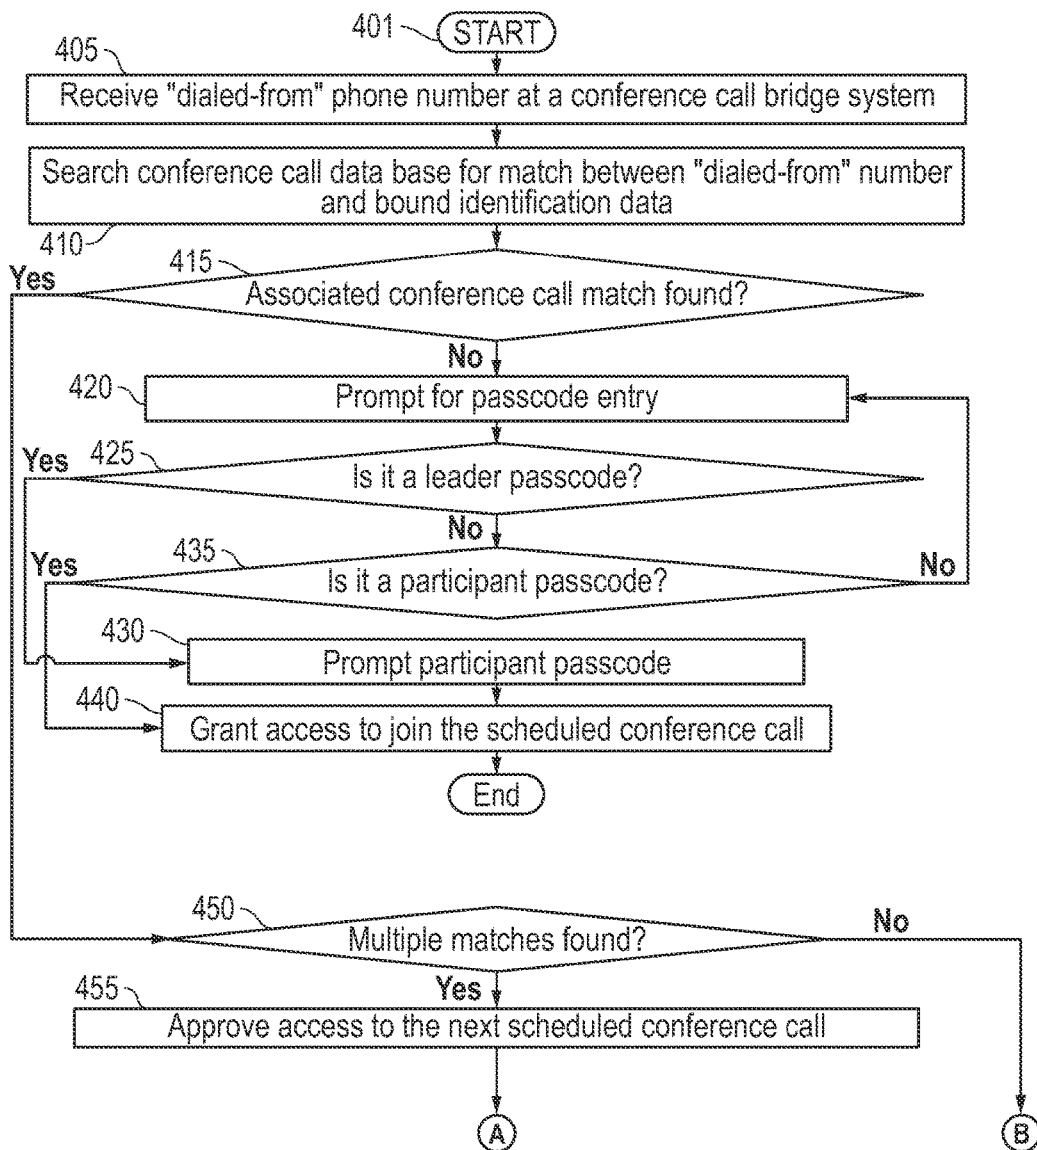 401
START
405
Receive "dialed-from" phone number at a conference call bridge system
Search conference call data base for match between "dialed-from" number
and bound identification data
410
Yes
415
Associated conference call match found?
No
420
Prompt for passcode entry
Yes
425
Is it a leader passcode?
No
Yes
435
Is it a participant passcode?
No
430
Prompt participant passcode
440
Grant access to join the scheduled conference call
End
450
Multiple matches found?
No
Yes
455
Approve access to the next scheduled conference call
A
B